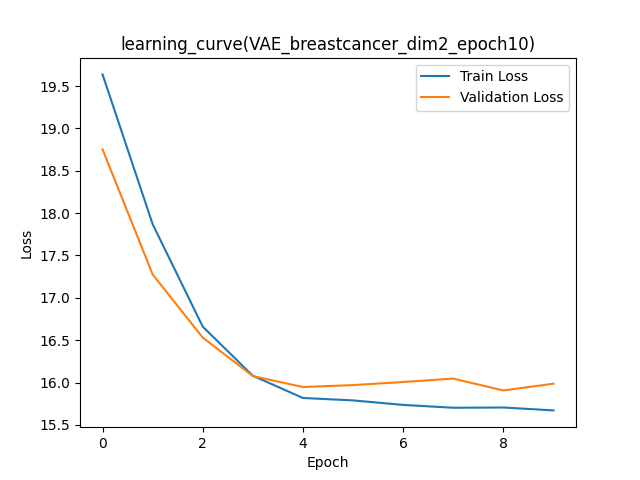 learning_curve(VAE_breastcancer_dim2_epoch10)
Train Loss
Validation Loss
19.5
19.0
18.5
18.0
17.5
17.0
16.5
16.0
15.5
Loss
0 2 4 6 8
Epoch